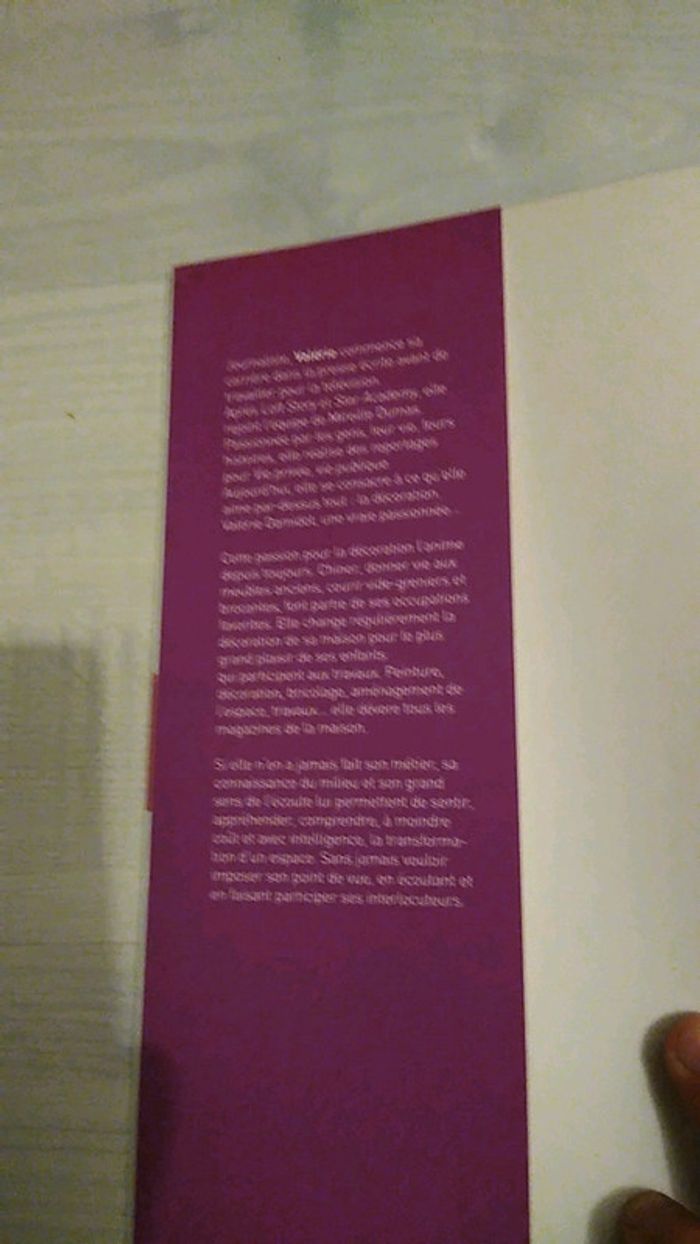 Journaliste, Valérie commence sa
carrière dans la presse écrite avant de
travailler pour la télévision.
Après Loft Story et Star Academy, elle
rejoint l'équipe de Mireille Dumas.
Passionnée par les gens, leur vie, leurs
histoires, elle réalise des reportages
pour Vie privée, vie publique.
Aujourd'hui, elle se consacre à ce qu'elle
aime par-dessus tout : la décoration.
Valérie Damidot, une vraie passionnée...
Cette passion pour la décoration l'anime
depuis toujours. Chiner, donner vie aux
meubles anciens, courir vide-greniers et
brocantes, font partie de ses occupations
favorites. Elle change régulièrement la
décoration de sa maison pour le plus
grand plaisir de ses enfants,
qui participent aux travaux. Peinture,
décoration, bricolage, aménagement de
l'espace, travaux... elle dévore tous les
magazines de la maison.
Si elle n'en a jamais fait son métier, sa
connaissance du milieu et son grand
sens de l'écoute lui permettent de sentir,
appréhender, comprendre, à moindre
coût et avec intelligence, la transforma-
tion d'un espace. Sans jamais vouloir
imposer son point de vue, en écoutant et
en faisant participer ses interlocuteurs.